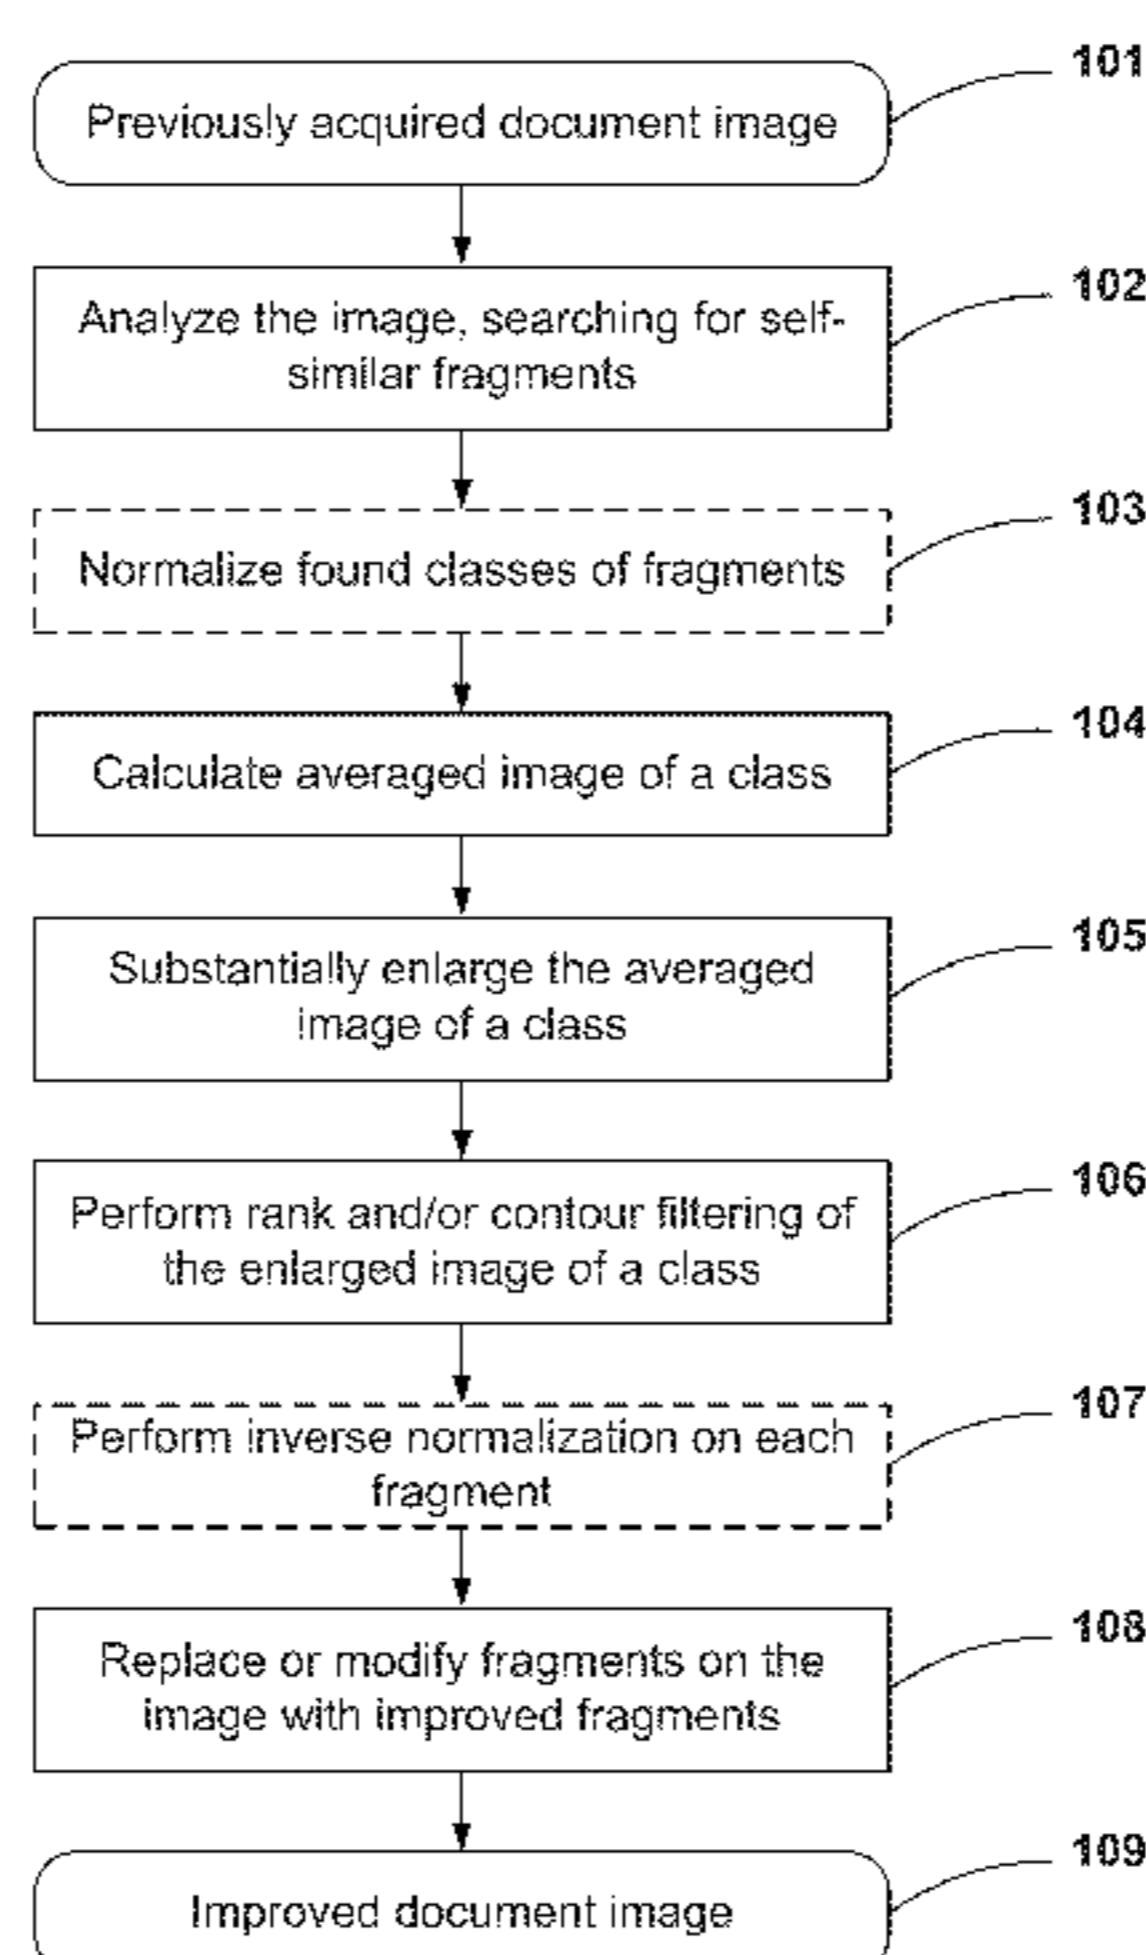 101
Previously acquired document image
102
Analyze the image, searching for self-
similar fragments
103
Normalize found classes of fragments
104
Calculate averaged image of a class
105
Substantially enlarge the averaged
image of a class
106
Perform rank and/or contour filtering of
the enlarged image of a class
107
Perform inverse normalization on each
fragment
108
Replace or modify fragments on the
image with improved fragments
109
Improved document image